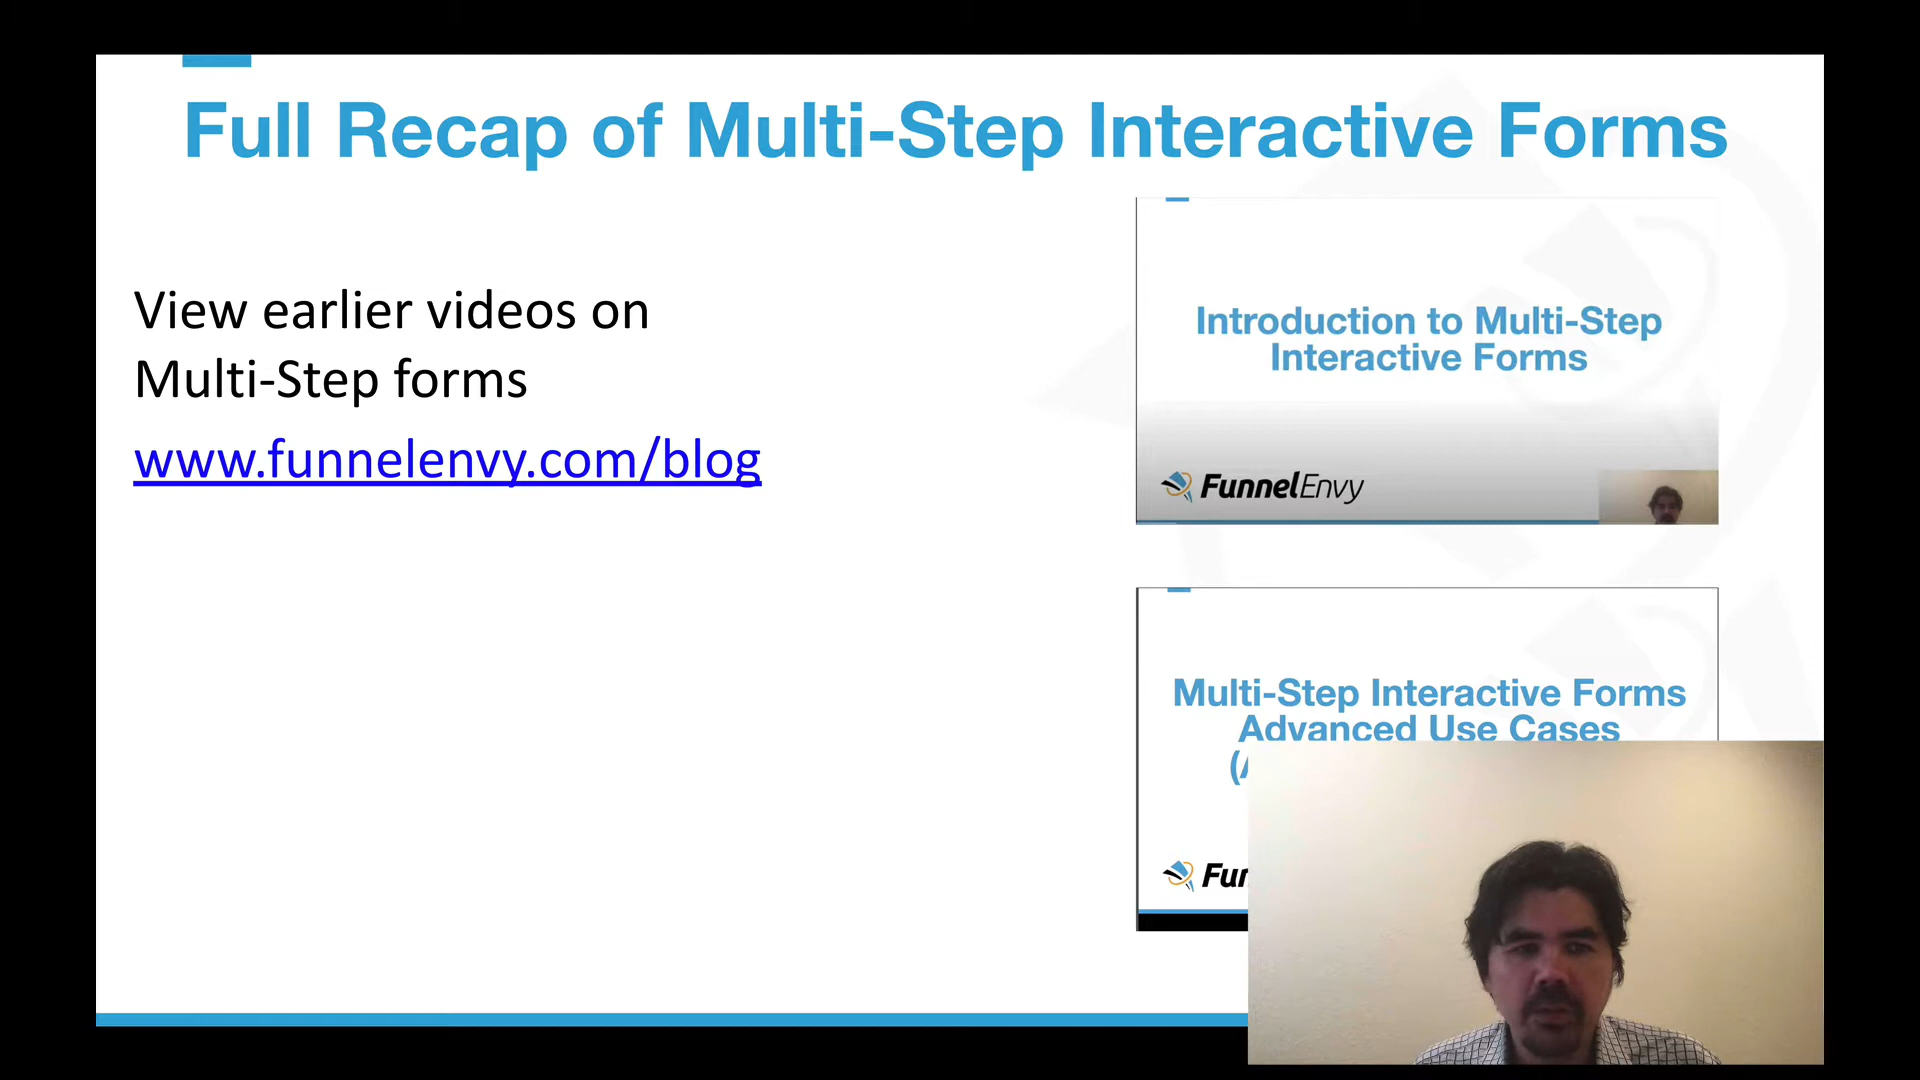 Full Recap of Multi-Step Interactive Forms
View earlier videos on
Multi-Step forms
www.funnelenvy.com/blog
Introduction to Multi-Step
Interactive Forms
FunnelEnvy
Multi-Step Interactive Forms
Advanced Use Cases